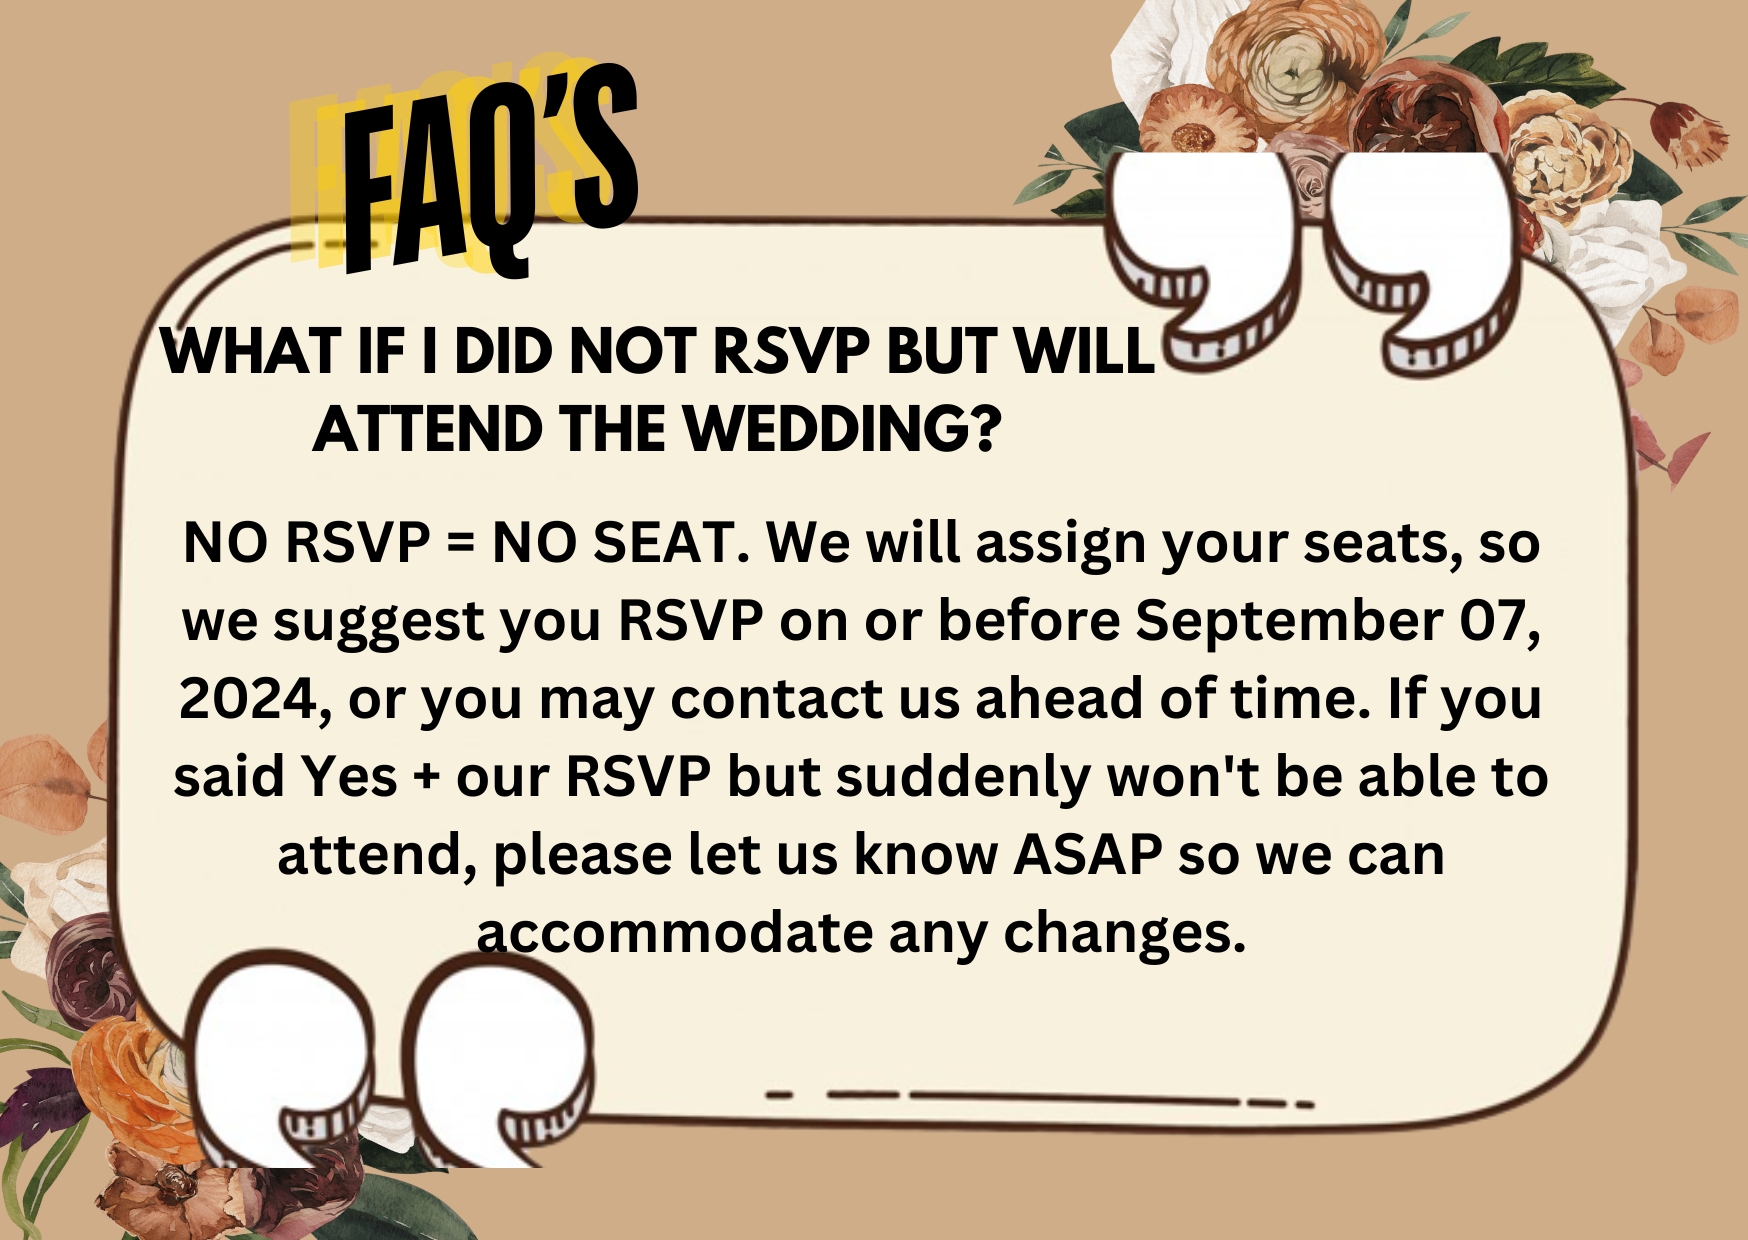 FAQ'S
WHAT IF I DID NOT RSVP BUT WILL
ATTEND THE WEDDING?
NO RSVP = NO SEAT. We will assign your seats, so
we suggest you RSVP on or before September 07,
2024, or you may contact us ahead of time. If you
said Yes + our RSVP but suddenly won't be able to
attend, please let us know ASAP so we can
accommodate any changes.